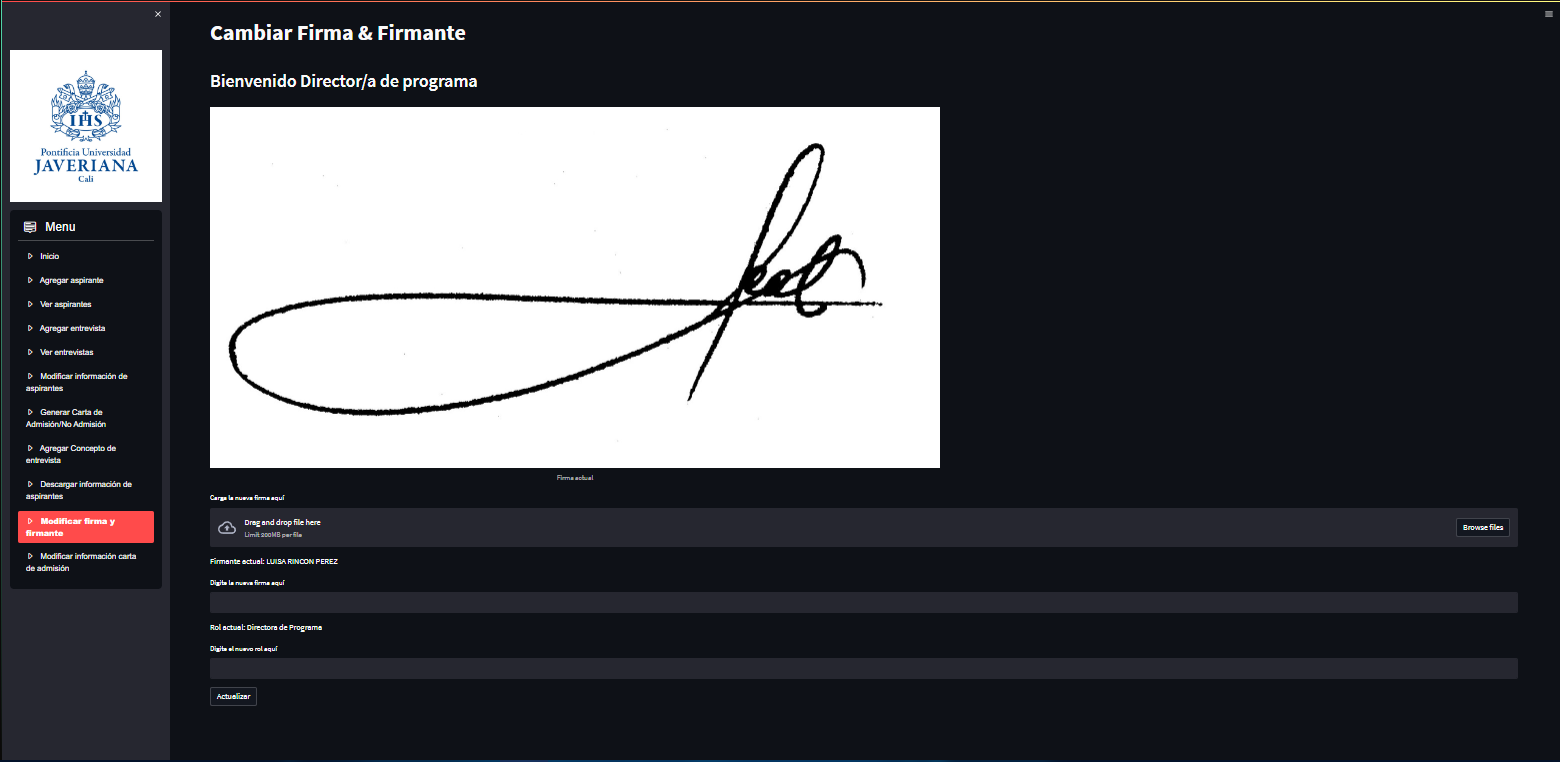 Cambiar Firma & Firmante
Bienvenido Director/a de programa
IHS
Pontificia Universidad
JAVERIANA
Cali
Menu
Inicio
Agregar aspirante
Ver aspirantes
Agregar entrevista
Ver entrevistas
Modificar información de
aspirantes
Generar Carta de
Admisión/No Admisión
Agregar Concepto de
entrevista
Descargar información de
aspirantes
Modificar firma y
firmante
Modificar información carta
de admisión
Firma actual
Carga la nueva firma aquí
Drag and drop file here
Limit 200MB per file
Browse files
Firmante actual: LUISA RINCON PEREZ
Digite la nueva firma aquí
Rol actual: Directora de Programa
Digite el nuevo rol aquí
Actualizar